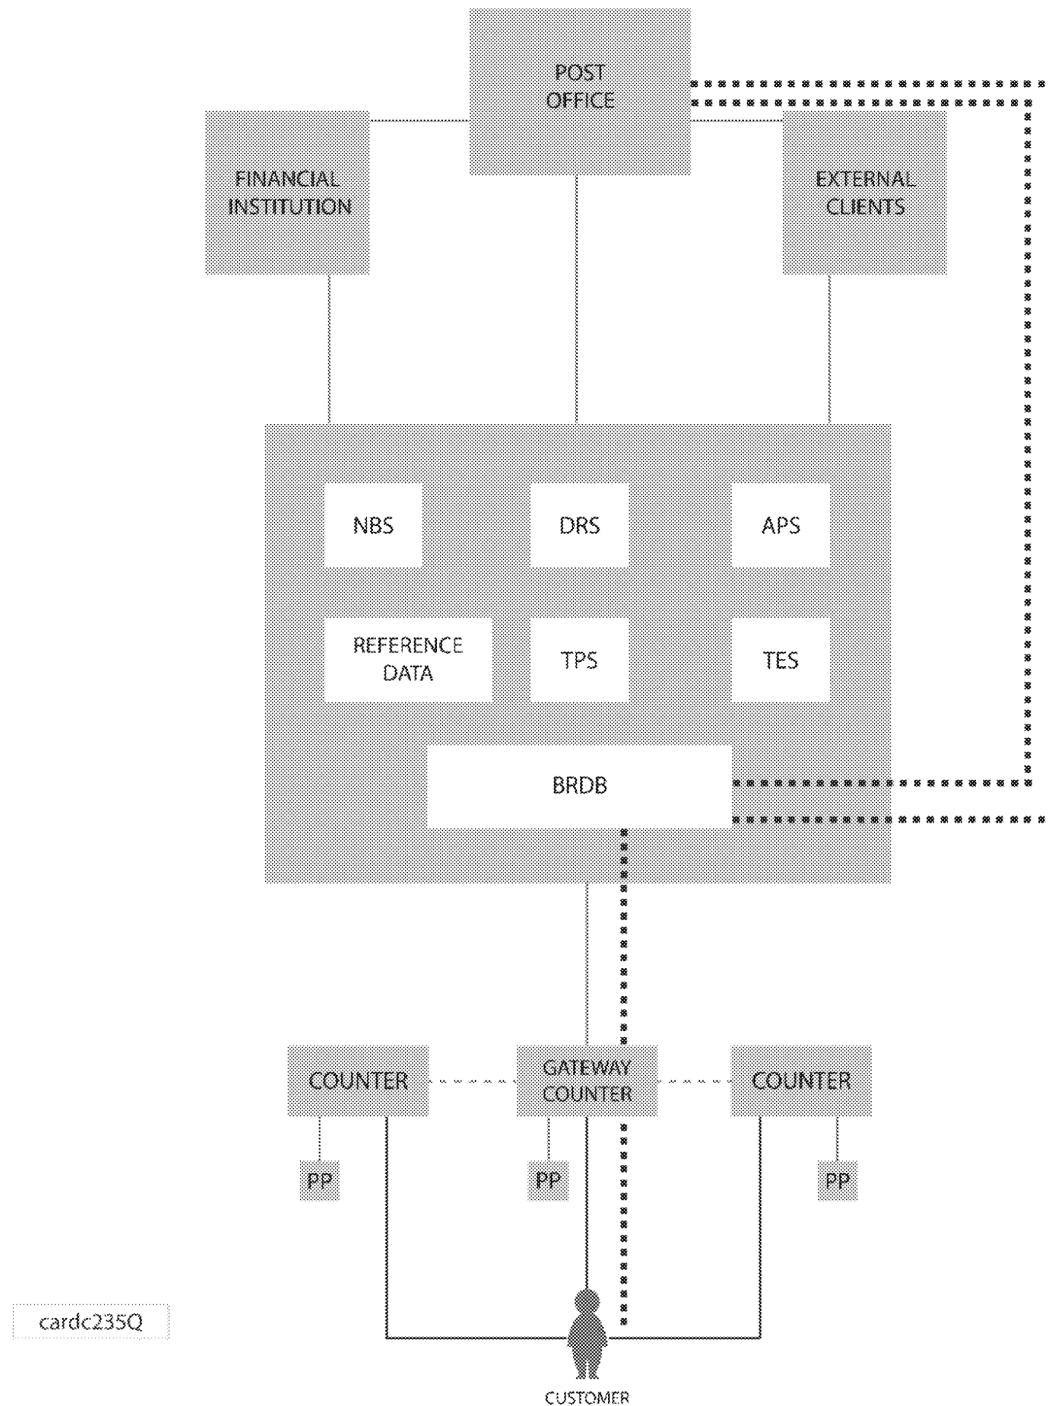 POST
OFFICE
FINANCIAL
INSTITUTION
EXTERNAL
CLIENTS
NBS
DRS
APS
REFERENCE
DATA
TPS
TES
BRDB
COUNTER
GATEWAY
COUNTER
COUNTER
PP
PP
PP
cardc235Q
CUSTOMER